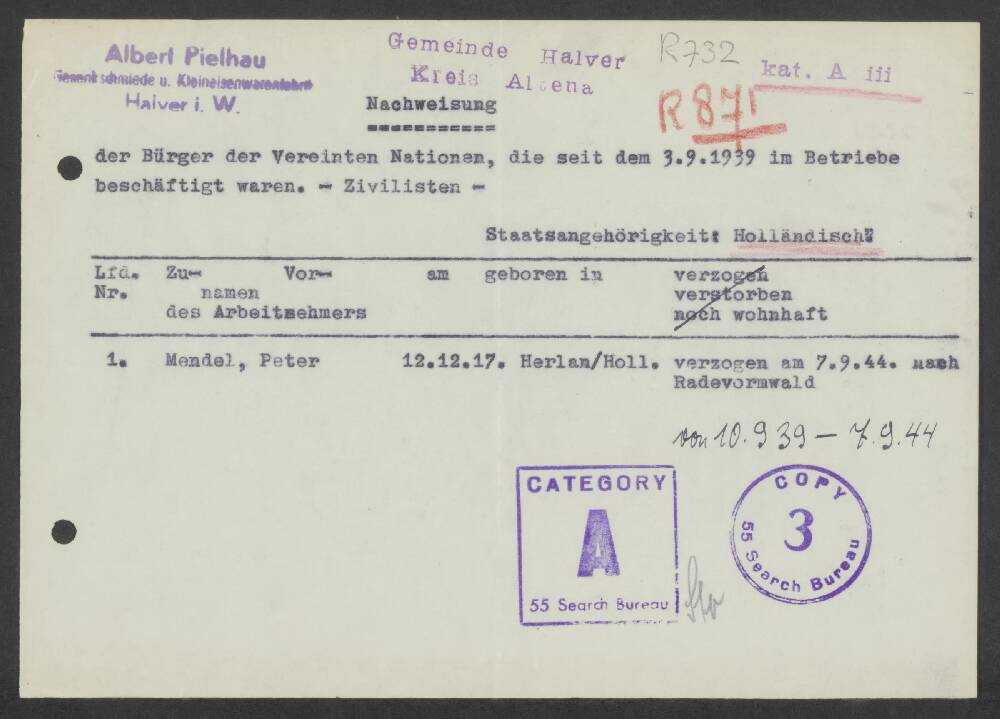 Albert Pielhau
Gesenkschmiede u. Kleineisenwarenfabrik
Halver i. W.
Gemeinde Halver
Kreis Altena
R732
kat. A iii
R 871
Nachweisung
===========
der Bürger der Vereinten Nationen, die seit dem 3.9.1939 im Betriebe
beschäftigt waren. - Zivilisten -
Staatsangehörigkeit: Holländisch
Lfd. Zu- Vor- am geboren in verzogen
Nr. namen verstorben
des Arbeitnehmers noch wohnhaft
1. Mendel, Peter 12.12.17. Herlan/Holl. verzogen am 7.9.44. nach
Radevormwald
von 10.9 39 - 7.9.44
CATEGORY
A
55 Search Bureau
COPY
3
55 Search Bureau